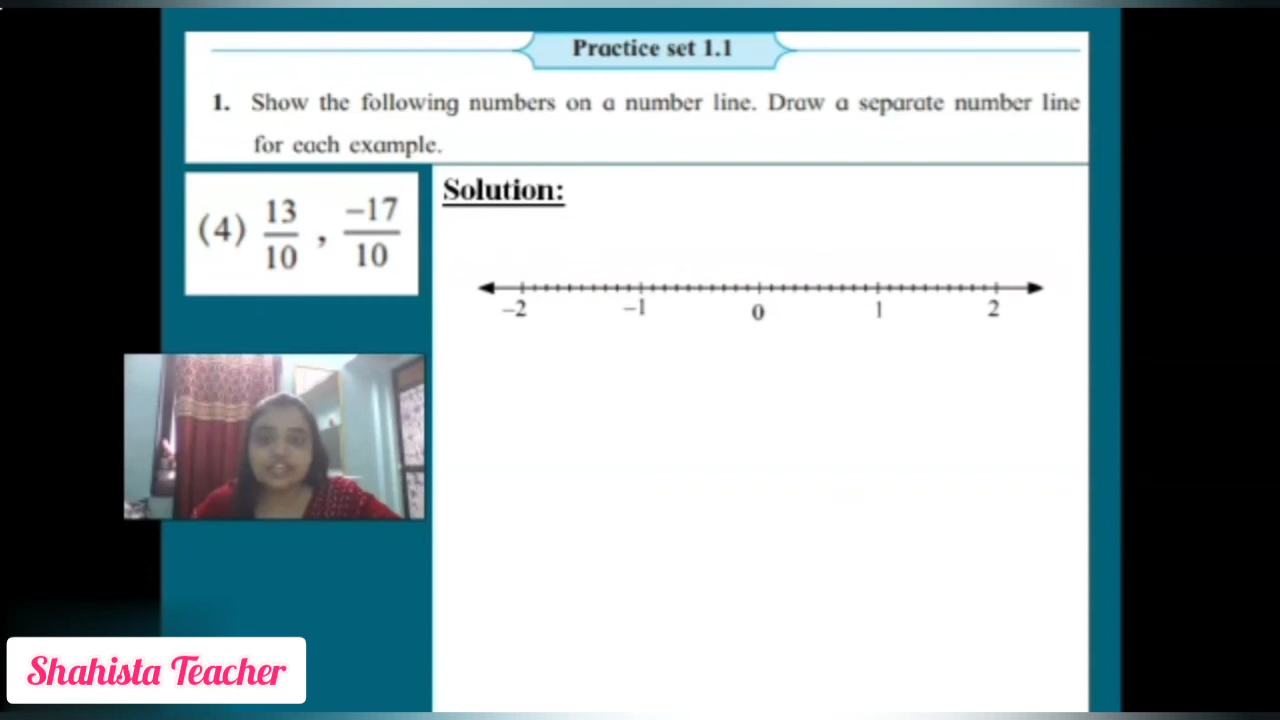 Practice set 1.1
1. Show the following numbers on a number line. Draw a separate number line
for each example.
(4) 13/10 , −17/10
Solution:
−2 −1 0 1 2
Shahista Teacher